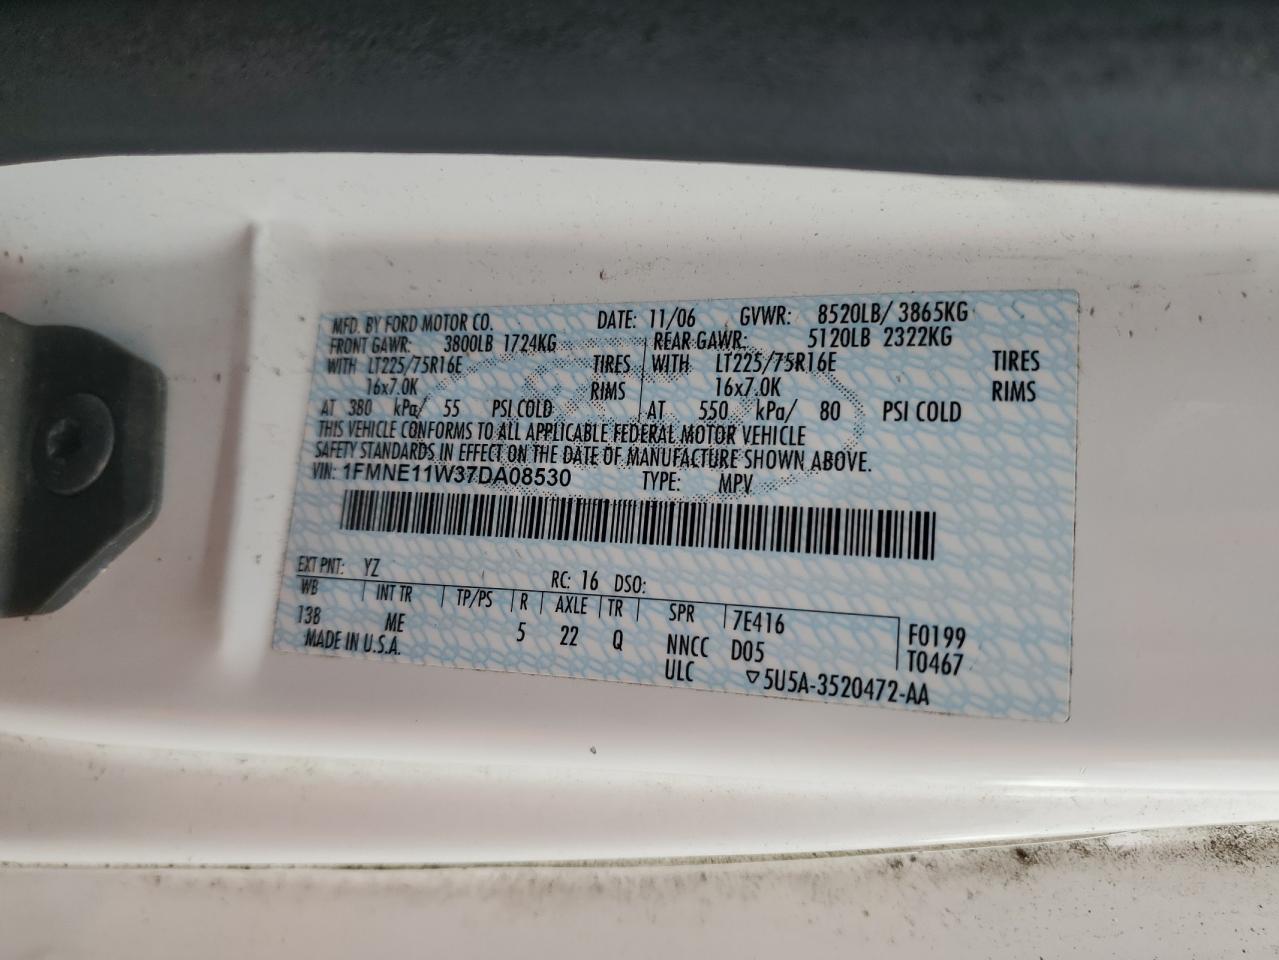 MFD. BY FORD MOTOR CO. DATE: 11/06 GVWR: 8520LB/ 3865KG
FRONT GAWR: 3800LB 1724KG REAR GAWR: 5120LB 2322KG
WITH LT225/75R16E TIRES WITH LT225/75R16E TIRES
16x7.0K RIMS 16x7.0K RIMS
AT 380 kPa/ 55 PSI COLD AT 550 kPa/ 80 PSI COLD
THIS VEHICLE CONFORMS TO ALL APPLICABLE FEDERAL MOTOR VEHICLE
SAFETY STANDARDS IN EFFECT ON THE DATE OF MANUFACTURE SHOWN ABOVE.
VIN: 1FMNE11W37DA08530 TYPE: MPV
EXT PNT: YZ RC: 16 DSO:
WB INT TR TP/PS R AXLE TR SPR 7E416 F0199
138 ME 5 22 Q NNCC D05 T0467
MADE IN U.S.A. ULC ▽5U5A-3520472-AA